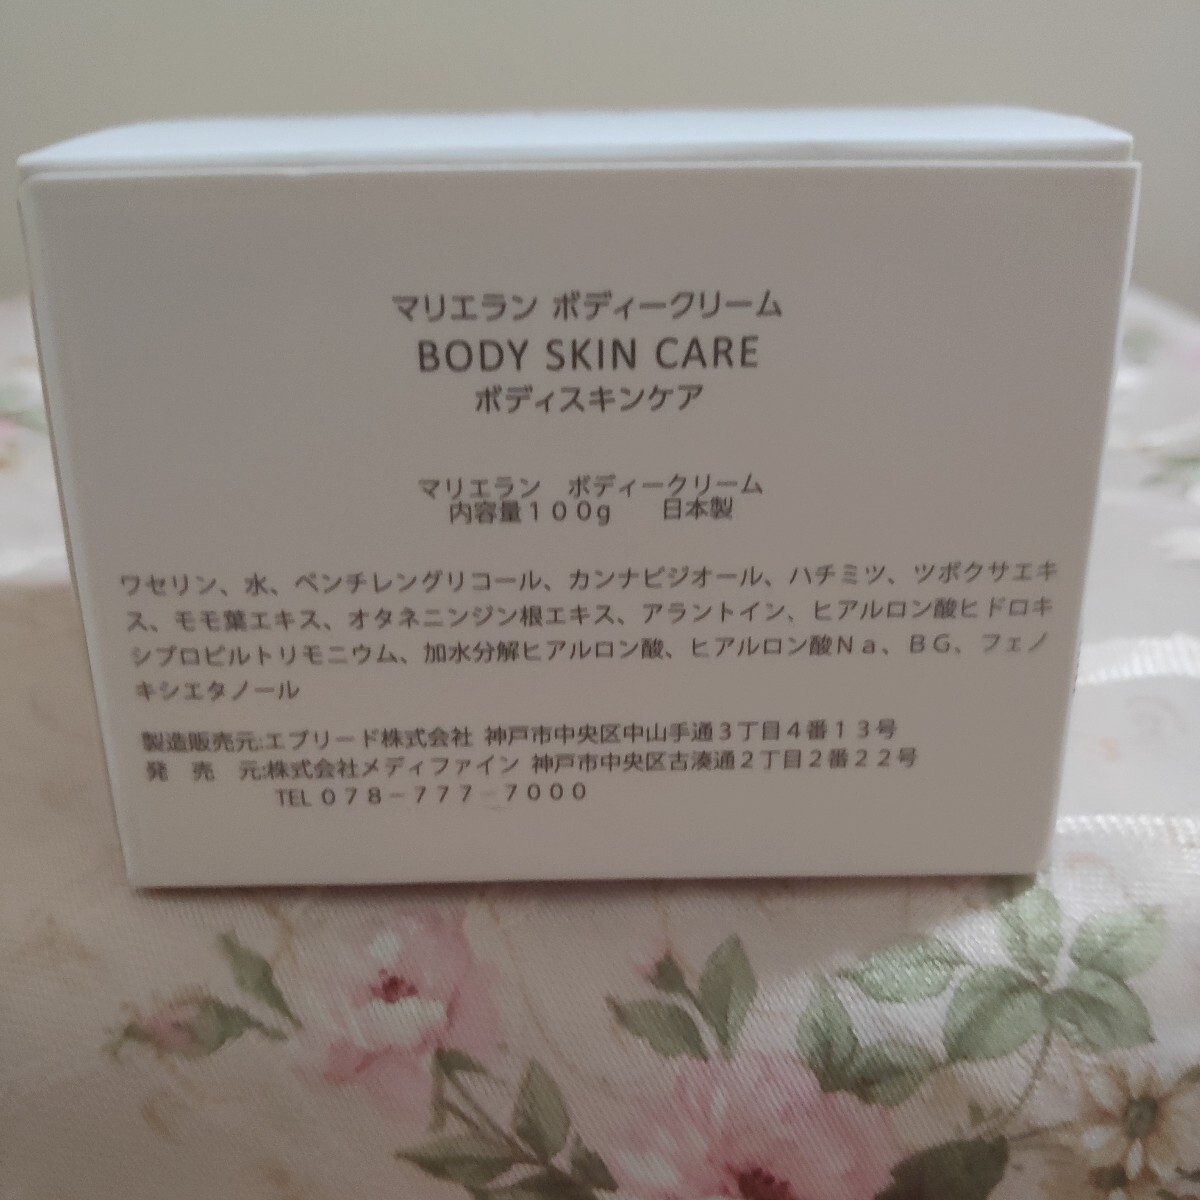 マリエラン ボディークリーム
BODY SKIN CARE
ボディスキンケア
マリエラン　ボディークリーム
内容量１００g　　日本製
ワセリン、水、ペンチレングリコール、カンナビジオール、ハチミツ、ツボクサエキ
ス、モモ葉エキス、オタネニンジン根エキス、アラントイン、ヒアルロン酸ヒドロキ
シプロピルトリモニウム、加水分解ヒアルロン酸、ヒアルロン酸Ｎａ、ＢＧ、フェノ
キシエタノール
製造販売元:エブリード株式会社 神戸市中央区中山手通３丁目４番１３号
発　売　元:株式会社メディファイン 神戸市中央区古湊通２丁目２番２２号
TEL ０７８－７７７－７０００